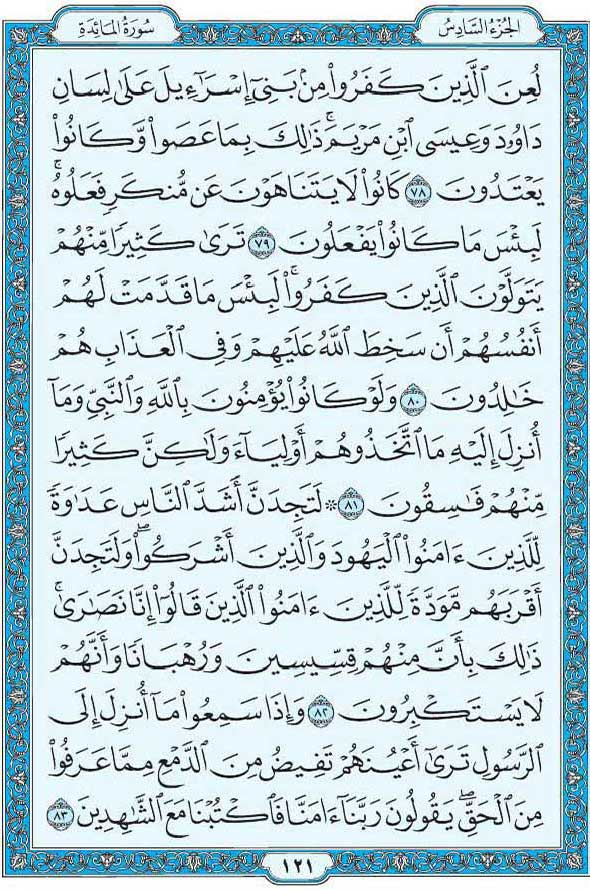 الجُزْءُ السَّادِسُ
سُورَةُ المَائِدَةِ
لُعِنَ ٱلَّذِينَ كَفَرُوا۟ مِنۢ بَنِىٓ إِسْرَٰٓءِيلَ عَلَىٰ لِسَانِ
دَاوُۥدَ وَعِيسَى ٱبْنِ مَرْيَمَ ۚ ذَٰلِكَ بِمَا عَصَوا۟ وَّكَانُوا۟
يَعْتَدُونَ ٧٨ كَانُوا۟ لَا يَتَنَاهَوْنَ عَن مُّنكَرٍ فَعَلُوهُ ۚ
لَبِئْسَ مَا كَانُوا۟ يَفْعَلُونَ ٧٩ تَرَىٰ كَثِيرًا مِّنْهُمْ
يَتَوَلَّوْنَ ٱلَّذِينَ كَفَرُوا۟ ۚ لَبِئْسَ مَا قَدَّمَتْ لَهُمْ
أَنفُسُهُمْ أَن سَخِطَ ٱللَّهُ عَلَيْهِمْ وَفِى ٱلْعَذَابِ هُمْ
خَٰلِدُونَ ٨٠ وَلَوْ كَانُوا۟ يُؤْمِنُونَ بِٱللَّهِ وَٱلنَّبِىِّ وَمَآ
أُنزِلَ إِلَيْهِ مَا ٱتَّخَذُوهُمْ أَوْلِيَآءَ وَلَٰكِنَّ كَثِيرًا
مِّنْهُمْ فَٰسِقُونَ ٨١ ۞ لَتَجِدَنَّ أَشَدَّ ٱلنَّاسِ عَدَٰوَةً
لِّلَّذِينَ ءَامَنُوا۟ ٱلْيَهُودَ وَٱلَّذِينَ أَشْرَكُوا۟ ۖ وَلَتَجِدَنَّ
أَقْرَبَهُم مَّوَدَّةً لِّلَّذِينَ ءَامَنُوا۟ ٱلَّذِينَ قَالُوٓا۟ إِنَّا نَصَٰرَىٰ ۚ
ذَٰلِكَ بِأَنَّ مِنْهُمْ قِسِّيسِينَ وَرُهْبَانًا وَأَنَّهُمْ
لَا يَسْتَكْبِرُونَ ٨٢ وَإِذَا سَمِعُوا۟ مَآ أُنزِلَ إِلَى
ٱلرَّسُولِ تَرَىٰٓ أَعْيُنَهُمْ تَفِيضُ مِنَ ٱلدَّمْعِ مِمَّا عَرَفُوا۟
مِنَ ٱلْحَقِّ ۖ يَقُولُونَ رَبَّنَآ ءَامَنَّا فَٱكْتُبْنَا مَعَ ٱلشَّٰهِدِينَ ٨٣
١٢١